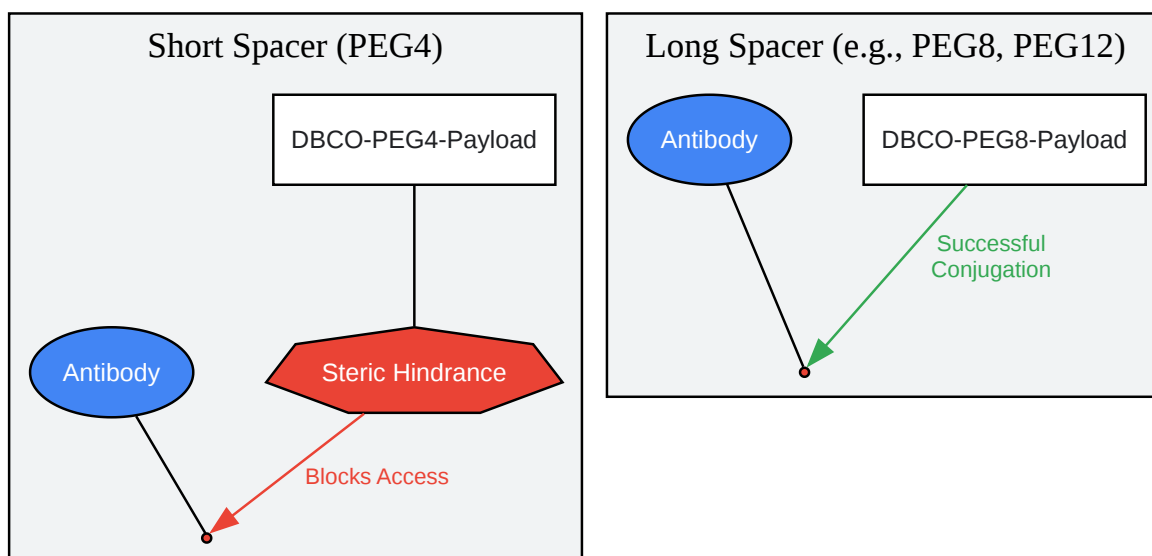 Short Spacer (PEG4)
DBCO-PEG4-Payload
Antibody
Steric Hindrance
Blocks Access
Long Spacer (e.g., PEG8, PEG12)
Antibody
DBCO-PEG8-Payload
Successful
Conjugation